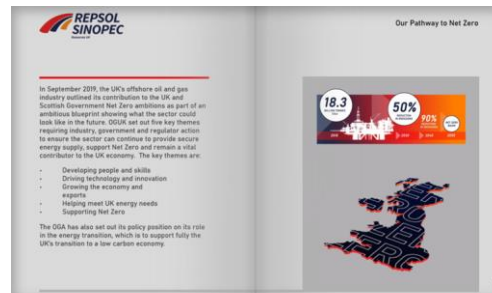 REPSOL
SINOPEC
Our Pathway to Net Zero
In September 2019, the UK's offshore oil and gas
industry outlined its contribution to the UK and
Scottish Government Net Zero ambitions as part of an
ambitious blueprint showing what the sector could
look like in the future. OGUK set out five key themes
requiring industry, government and regulator action
to ensure the sector can continue to provide secure
energy supply, support Net Zero and remain a vital
contributor to the UK economy. The key themes are:
- Developing people and skills
- Driving technology and innovation
- Growing the economy and
exports
- Helping meet UK energy needs
- Supporting Net Zero
The OGA has also set out its policy position on its role
in the energy transition, which is to support fully the
UK's transition to a low carbon economy.
18.3
50%
90%